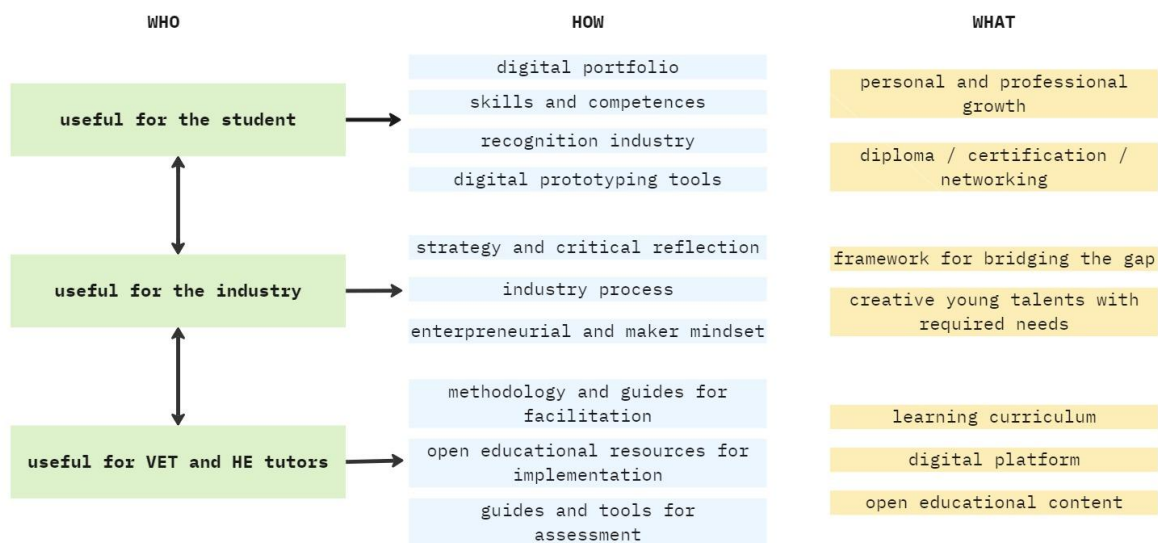 WHO
HOW
WHAT
useful for the student
digital portfolio
skills and competences
recognition industry
digital prototyping tools
personal and professional
growth
diploma / certification /
networking
useful for the industry
strategy and critical reflection
industry process
enterpreneurial and maker mindset
framework for bridging the gap
creative young talents with
required needs
useful for VET and HE tutors
methodology and guides for
facilitation
open educational resources for
implementation
guides and tools for
assessment
learning curriculum
digital platform
open educational content